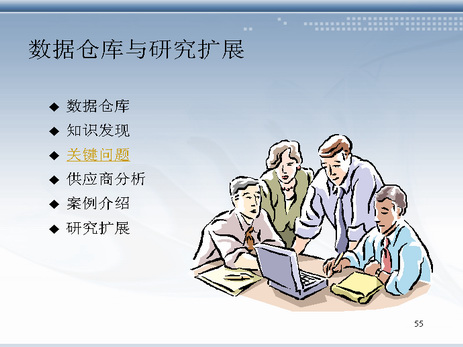 数据仓库与研究扩展
◆ 数据仓库
◆ 知识发现
◆ 关键问题
◆ 供应商分析
◆ 案例介绍
◆ 研究扩展
55